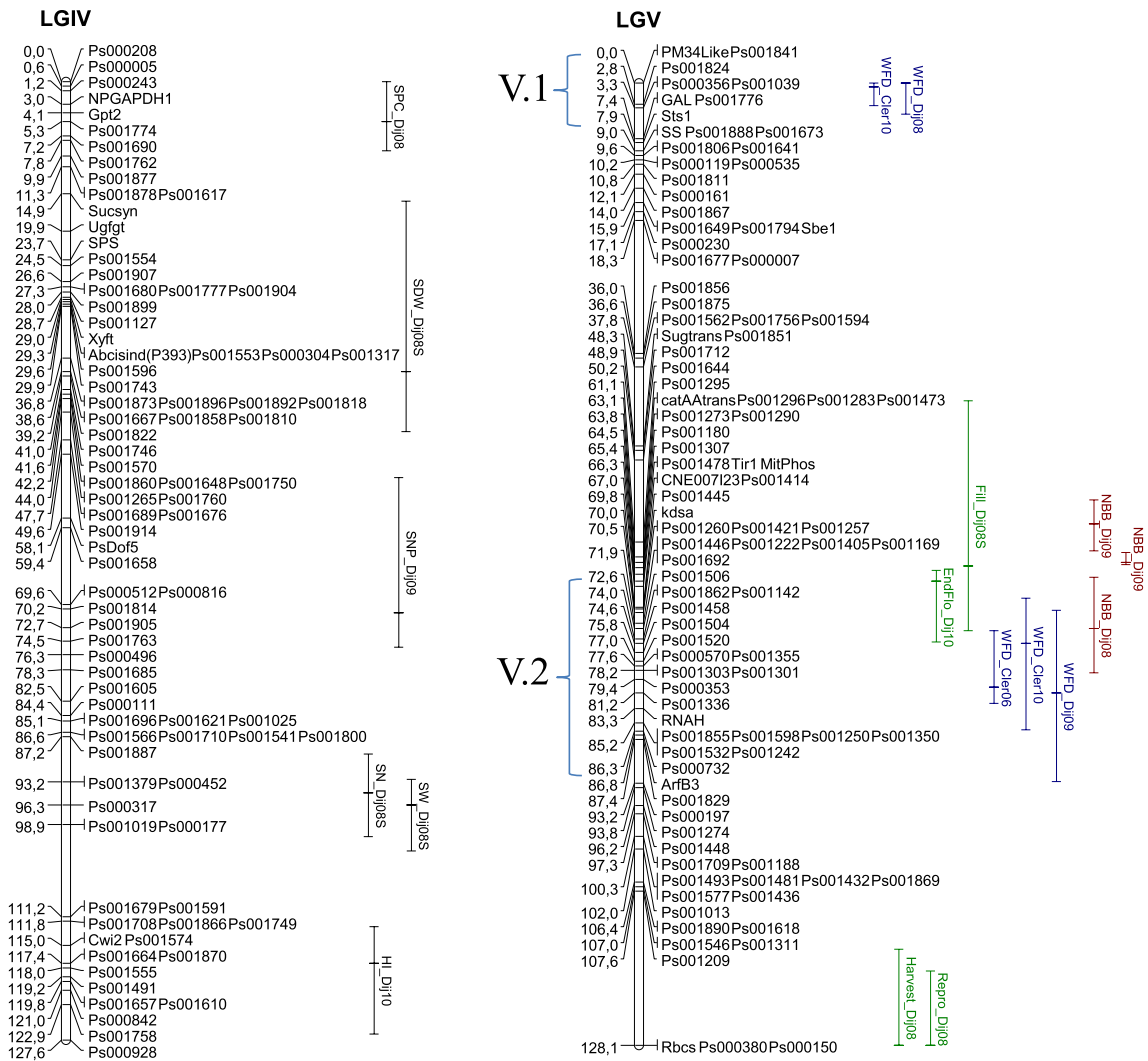 LGIV
0,0 Ps000208
0,6 Ps000005
1,2 Ps000243
3,0 NPGAPDH1
4,1 Gpt2
5,3 Ps001774
7,2 Ps001690
7,8 Ps001762
9,9 Ps001877
11,3 Ps001878 Ps001617
14,9 Sucsyn
19,9 Ugfgt
23,7 SPS
24,5 Ps001554
26,6 Ps001907
27,3 Ps001680 Ps001777 Ps001904
28,0 Ps001899
28,7 Ps001127
29,0 Xyft
29,3 Abcisind(P393) Ps001553 Ps000304 Ps001317
29,6 Ps001596
29,9 Ps001743
36,8 Ps001873 Ps001896 Ps001892 Ps001818
38,6 Ps001667 Ps001858 Ps001810
39,2 Ps001822
41,0 Ps001746
41,6 Ps001570
42,2 Ps001860 Ps001648 Ps001750
44,0 Ps001265 Ps001760
47,7 Ps001689 Ps001676
49,6 Ps001914
58,1 PsDof5
59,4 Ps001658
69,6 Ps000512 Ps000816
70,2 Ps001814
72,7 Ps001905
74,5 Ps001763
76,3 Ps000496
78,3 Ps001685
82,5 Ps001605
84,4 Ps000111
85,1 Ps001696 Ps001621 Ps001025
86,6 Ps001566 Ps001710 Ps001541 Ps001800
87,2 Ps001887
93,2 Ps001379 Ps000452
96,3 Ps000317
98,9 Ps001019 Ps000177
111,2 Ps001679 Ps001591
111,8 Ps001708 Ps001866 Ps001749
115,0 Cwi2 Ps001574
117,4 Ps001664 Ps001870
118,0 Ps001555
119,2 Ps001491
119,8 Ps001657 Ps001610
121,0 Ps000842
122,9 Ps001758
127,6 Ps000928
SPC_Dij08
SDW_Dij08S
SNP_Dij09
SN_Dij08S
SW_Dij08S
HI_Dij10
LGV
V.1
V.2
0,0 PM34Like Ps001841
2,8 Ps001824
3,3 Ps000356 Ps001039
7,4 GAL Ps001776
7,9 Sts1
9,0 SS Ps001888 Ps001673
9,6 Ps001806 Ps001641
10,2 Ps000119 Ps000535
10,8 Ps001811
12,1 Ps000161
14,0 Ps001867
15,9 Ps001649 Ps001794 Sbe1
17,1 Ps000230
18,3 Ps001677 Ps000007
36,0 Ps001856
36,6 Ps001875
37,8 Ps001562 Ps001756 Ps001594
48,3 Sugtrans Ps001851
48,9 Ps001712
50,2 Ps001644
61,1 Ps001295
63,1 catAAtrans Ps001296 Ps001283 Ps001473
63,8 Ps001273 Ps001290
64,5 Ps001180
65,4 Ps001307
66,3 Ps001478 Tir1 MitPhos
67,0 CNE007I23 Ps001414
69,8 Ps001445
70,0 kdsa
70,5 Ps001260 Ps001421 Ps001257
71,9 Ps001446 Ps001222 Ps001405 Ps001169
Ps001692
72,6 Ps001506
74,0 Ps001862 Ps001142
74,6 Ps001458
75,8 Ps001504
77,0 Ps001520
77,6 Ps000570 Ps001355
78,2 Ps001303 Ps001301
79,4 Ps000353
81,2 Ps001336
83,3 RNAH
85,2 Ps001855 Ps001598 Ps001250 Ps001350
Ps001532 Ps001242
86,3 Ps000732
86,8 ArfB3
87,4 Ps001829
93,2 Ps000197
93,8 Ps001274
96,2 Ps001448
97,3 Ps001709 Ps001188
100,3 Ps001493 Ps001481 Ps001432 Ps001869
Ps001577 Ps001436
102,0 Ps001013
106,4 Ps001890 Ps001618
107,0 Ps001546 Ps001311
107,6 Ps001209
128,1 Rbcs Ps000380 Ps000150
WFD_Cler10
WFD_Dij08
Fill_Dij08S
EndFlo_Dij10
NBB_Dij09
NBB_Dij09
NBB_Dij08
WFD_Cler06
WFD_Cler10
WFD_Dij09
Harvest_Dij08
Repro_Dij08